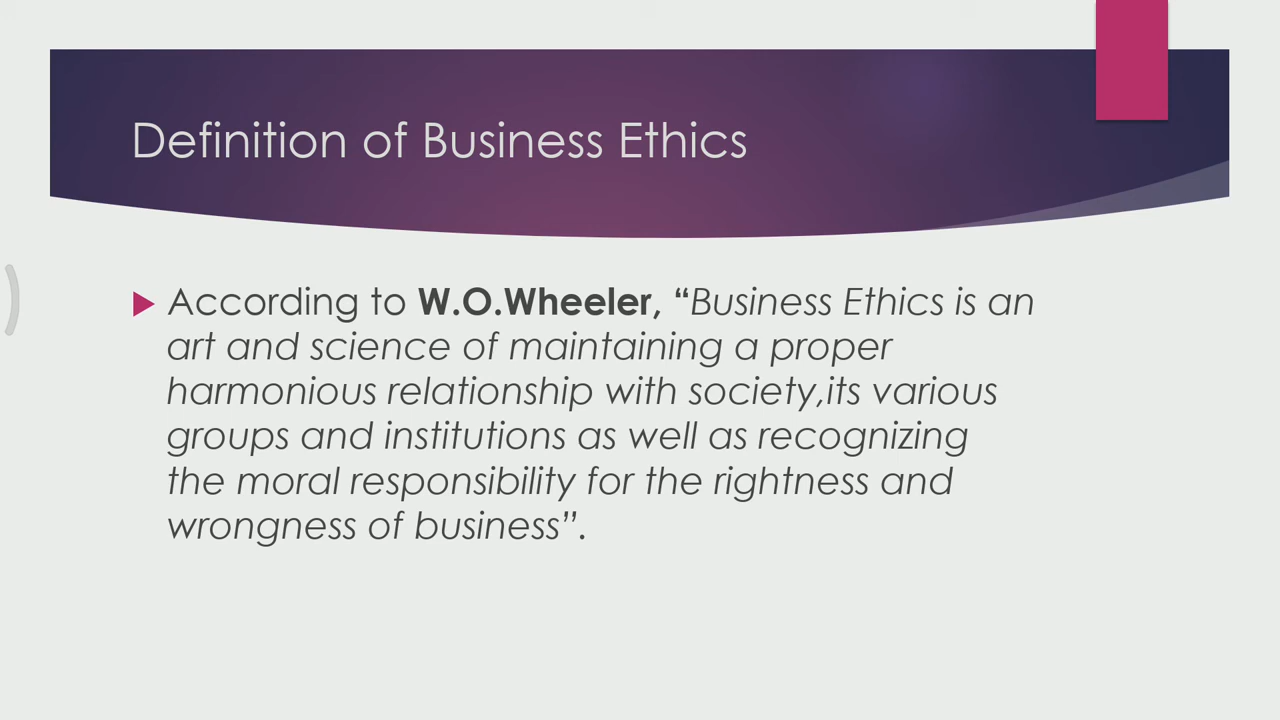 Definition of Business Ethics
According to W.O.Wheeler, “Business Ethics is an
art and science of maintaining a proper
harmonious relationship with society,its various
groups and institutions as well as recognizing
the moral responsibility for the rightness and
wrongness of business”.